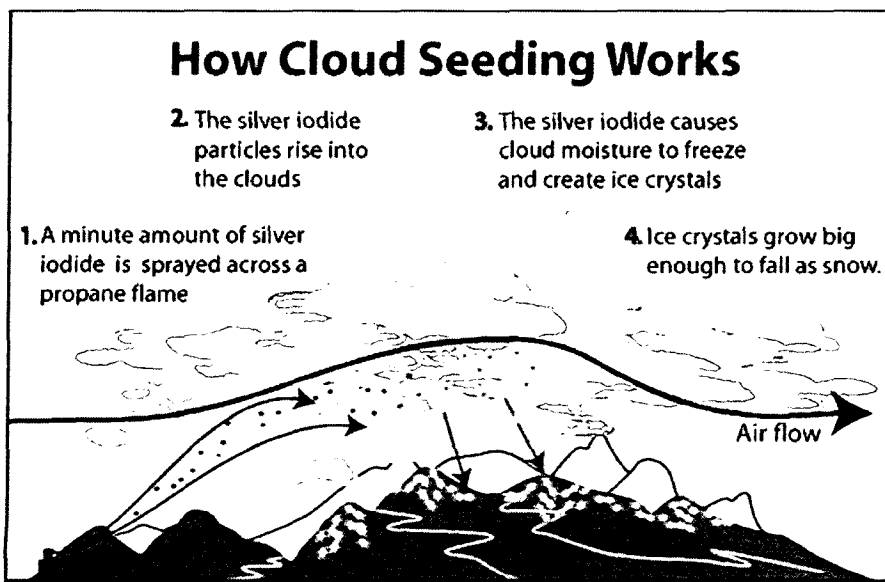 How Cloud Seeding Works
1. A minute amount of silver
iodide is sprayed across a
propane flame
2. The silver iodide
particles rise into
the clouds
3. The silver iodide causes
cloud moisture to freeze
and create ice crystals
4. Ice crystals grow big
enough to fall as snow.
Air flow